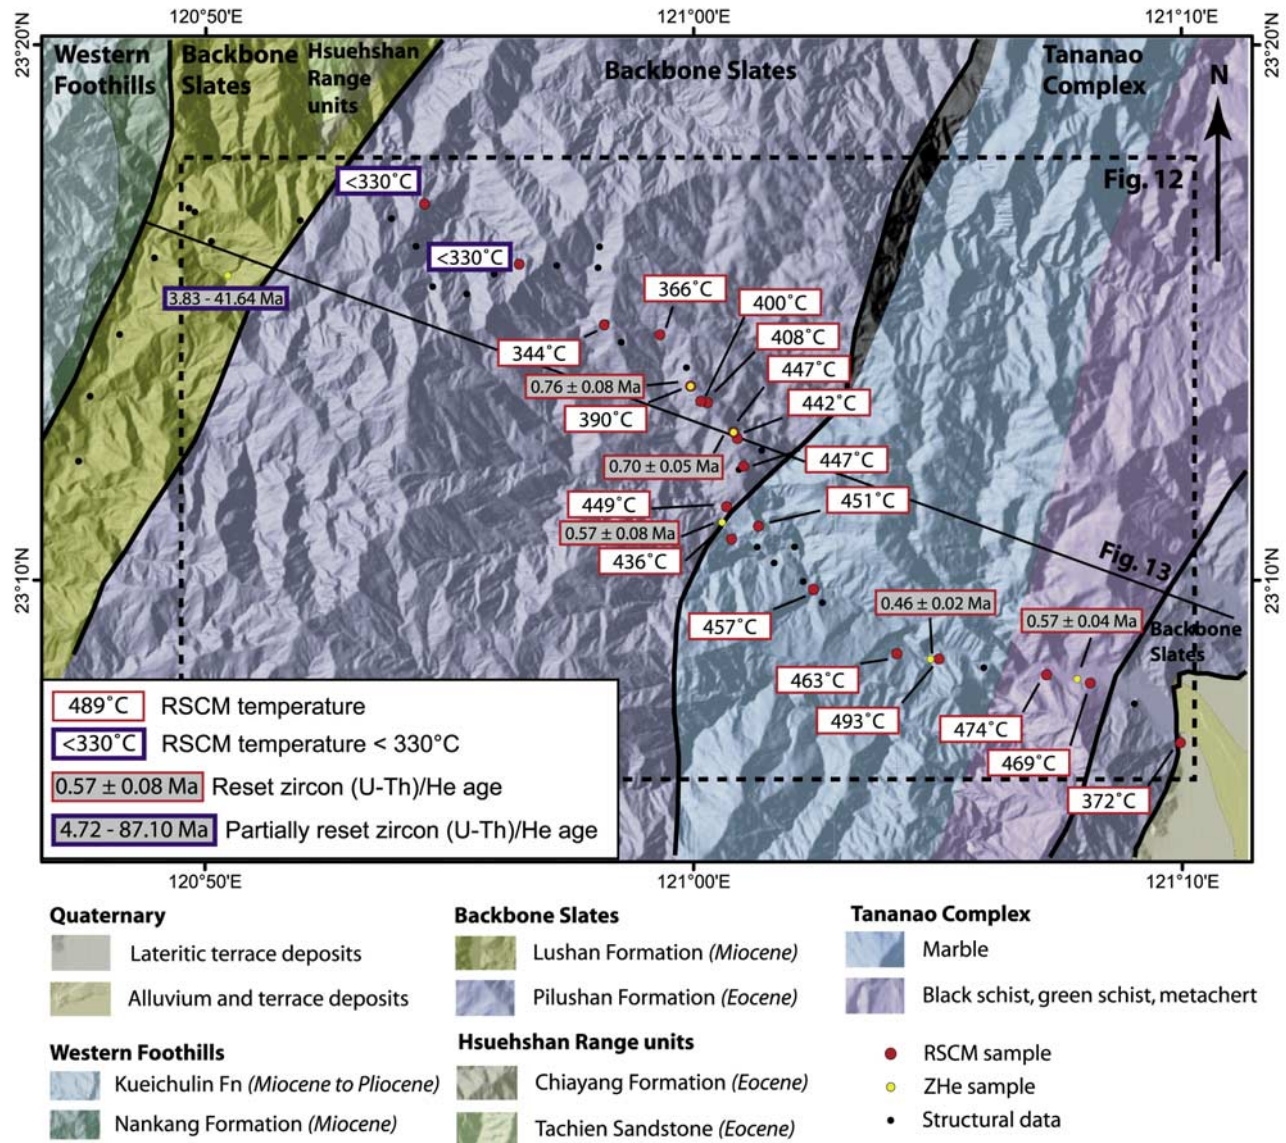 120°50'E 121°00'E 121°10'E
23°20'N
23°20'N
Western
Foothills
Backbone
Slates
Hsuehshan
Range
units
Backbone Slates
Tananao
Complex
N
Fig. 12
<330°C
<330°C
3.83 - 41.64 Ma
366°C
400°C
408°C
344°C
447°C
0.76 ± 0.08 Ma
442°C
390°C
447°C
0.70 ± 0.05 Ma
451°C
449°C
0.57 ± 0.08 Ma
436°C
Fig. 13
23°10'N
23°10'N
0.46 ± 0.02 Ma
457°C
0.57 ± 0.04 Ma
Backbone
Slates
463°C
493°C
474°C
469°C
372°C
489°C RSCM temperature
<330°C RSCM temperature < 330°C
0.57 ± 0.08 Ma Reset zircon (U-Th)/He age
4.72 - 87.10 Ma Partially reset zircon (U-Th)/He age
120°50'E 121°00'E 121°10'E
Quaternary
Lateritic terrace deposits
Alluvium and terrace deposits
Western Foothills
Kueichulin Fn (Miocene to Pliocene)
Nankang Formation (Miocene)
Backbone Slates
Lushan Formation (Miocene)
Pilushan Formation (Eocene)
Hsuehshan Range units
Chiayang Formation (Eocene)
Tachien Sandstone (Eocene)
Tananao Complex
Marble
Black schist, green schist, metachert
RSCM sample
ZHe sample
Structural data